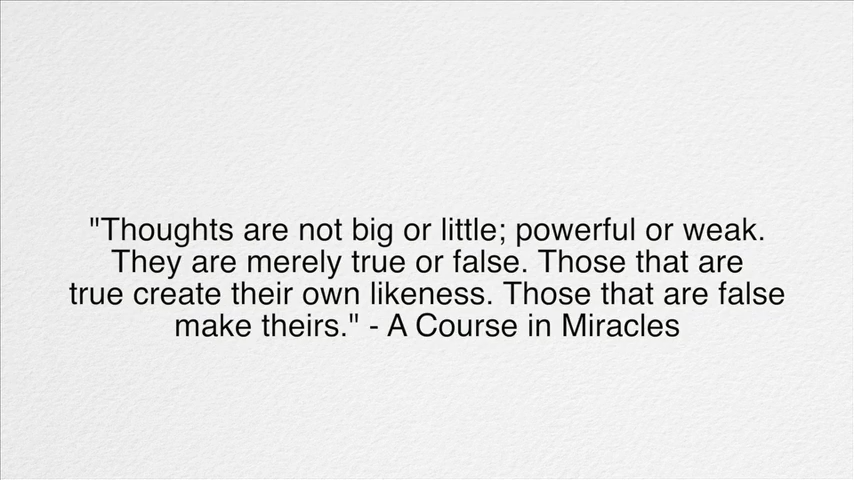 "Thoughts are not big or little; powerful or weak.
They are merely true or false. Those that are
true create their own likeness. Those that are false
make theirs." - A Course in Miracles